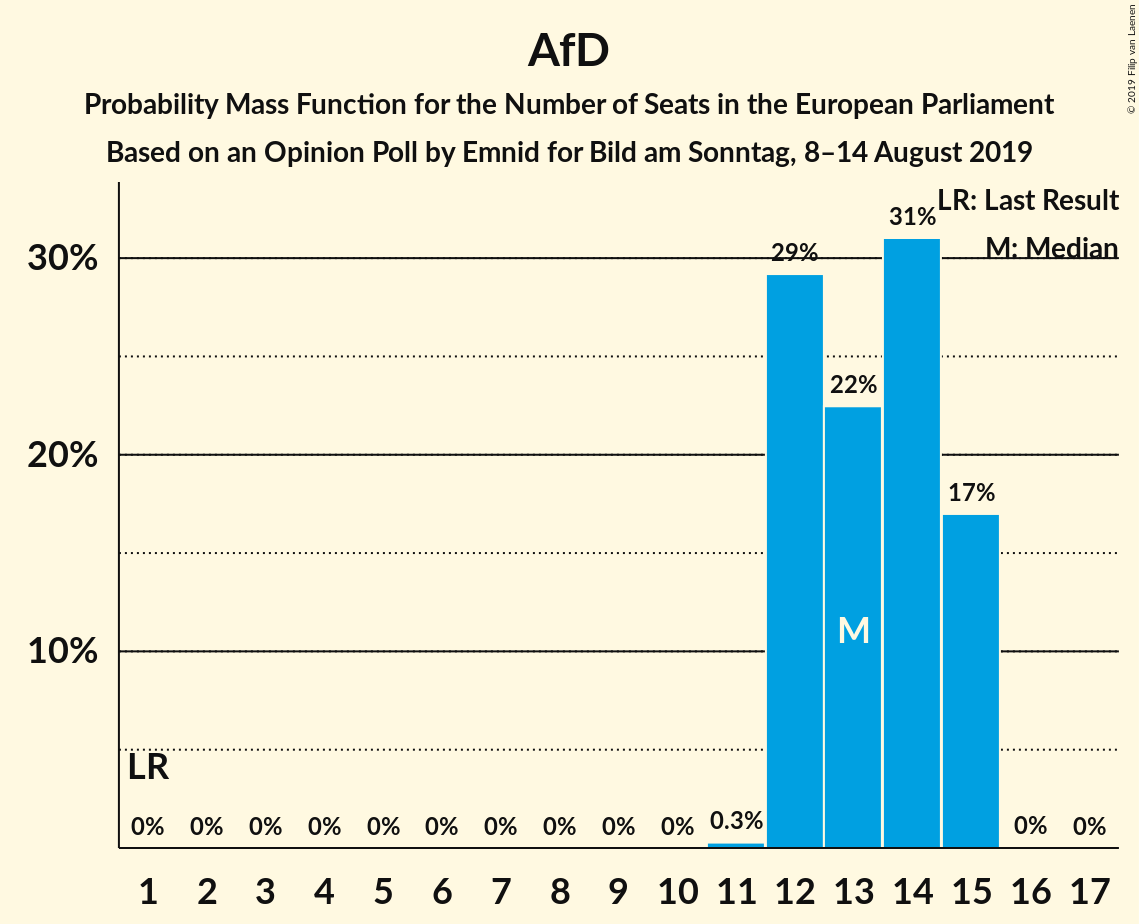 AfD
Probability Mass Function for the Number of Seats in the European Parliament
Based on an Opinion Poll by Emnid for Bild am Sonntag, 8–14 August 2019
© 2019 Filip van Laenen
LR: Last Result
M: Median
30%
20%
10%
LR
0% 0% 0% 0% 0% 0% 0% 0% 0% 0% 0.3% 29% 22% 31% 17% 0% 0%
M
1 2 3 4 5 6 7 8 9 10 11 12 13 14 15 16 17